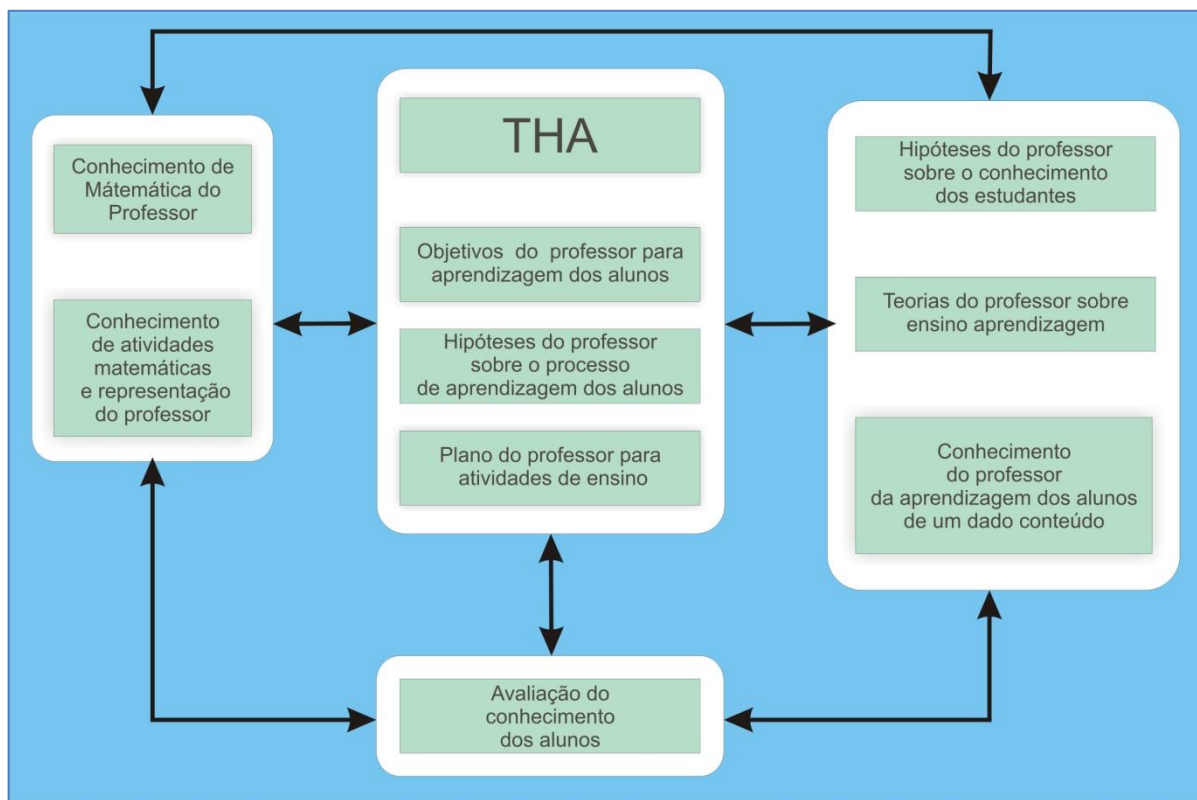 Conhecimento de
Mátemática do
Professor
Conhecimento
de atividades
matemáticas
e representação
do professor
THA
Objetivos do professor para
aprendizagem dos alunos
Hipóteses do professor
sobre o processo
de aprendizagem dos alunos
Plano do professor para
atividades de ensino
Hipóteses do professor
sobre o conhecimento
dos estudantes
Teorias do professor sobre
ensino aprendizagem
Conhecimento
do professor
da aprendizagem dos alunos
de um dado conteúdo
Avaliação do
conhecimento
dos alunos